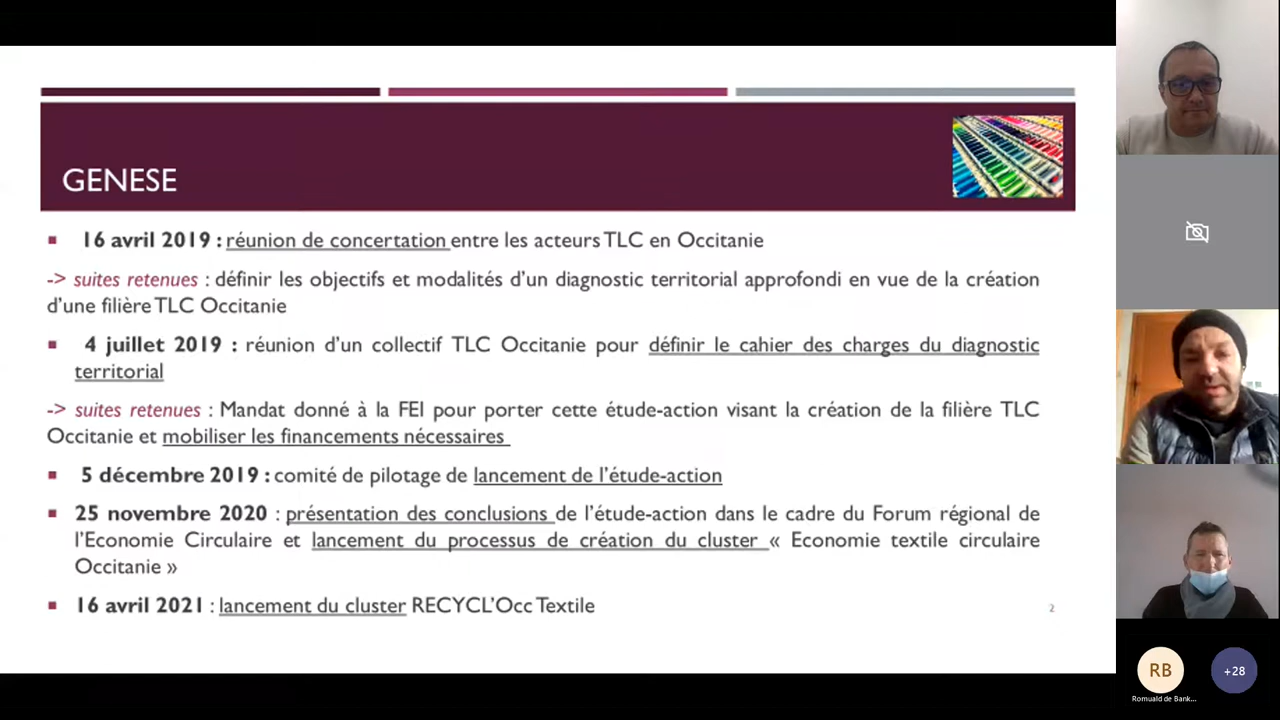 GENESE
16 avril 2019 : réunion de concertation entre les acteurs TLC en Occitanie
-> suites retenues : définir les objectifs et modalités d'un diagnostic territorial approfondi en vue de la création
d'une filière TLC Occitanie
4 juillet 2019 : réunion d'un collectif TLC Occitanie pour définir le cahier des charges du diagnostic
territorial
-> suites retenues : Mandat donné à la FEI pour porter cette étude-action visant la création de la filière TLC
Occitanie et mobiliser les financements nécessaires
5 décembre 2019 : comité de pilotage de lancement de l'étude-action
25 novembre 2020 : présentation des conclusions de l'étude-action dans le cadre du Forum régional de
l'Economie Circulaire et lancement du processus de création du cluster « Economie textile circulaire
Occitanie »
16 avril 2021 : lancement du cluster RECYCL'Occ Textile
2
RB
+28
Romuald de Bank...